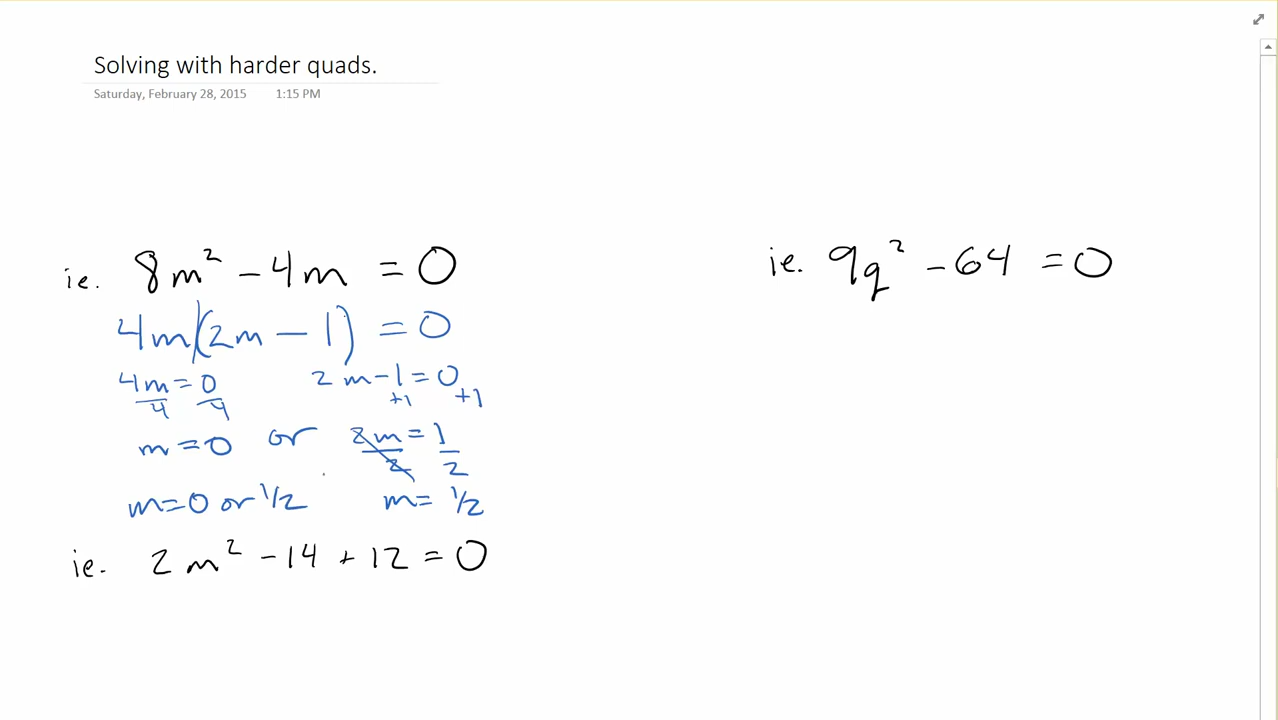 Solving with harder quads.
Saturday, February 28, 2015 1:15 PM
ie. 8m² - 4m = 0
4m(2m - 1) = 0
4m/4 = 0/4
2m - 1 = 0
+1 +1
m = 0 or 2m/2 = 1/2
m = 0 or 1/2
m = 1/2
ie. 2m² - 14 + 12 = 0
ie. 9q² - 64 = 0